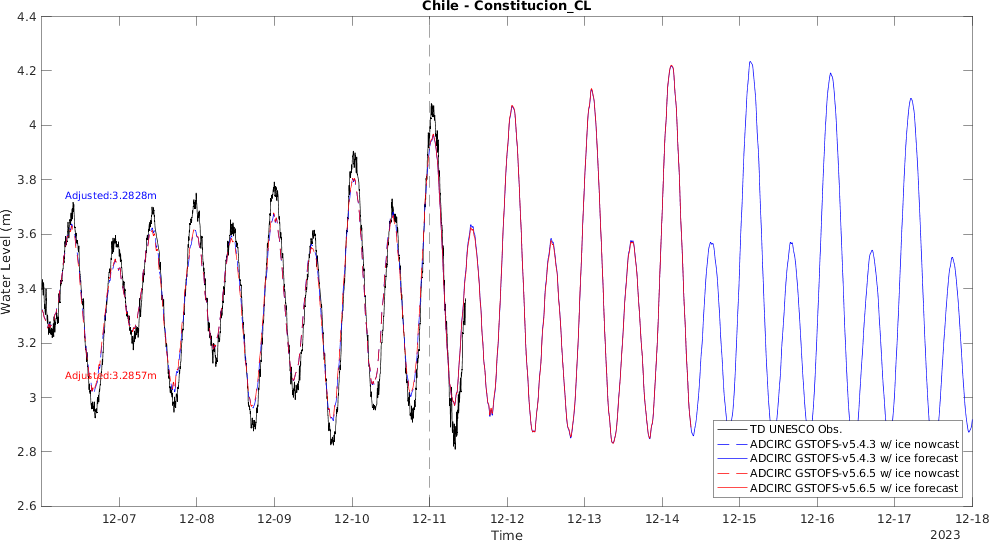 Chile - Constitucion_CL
4.4
4.2
4
3.8
3.6
3.4
3.2
3
2.8
2.6
Water Level (m)
Adjusted:3.2828m
Adjusted:3.2857m
TD UNESCO Obs.
ADCIRC GSTOFS-v5.4.3 w/ ice nowcast
ADCIRC GSTOFS-v5.4.3 w/ ice forecast
ADCIRC GSTOFS-v5.6.5 w/ ice nowcast
ADCIRC GSTOFS-v5.6.5 w/ ice forecast
12-07 12-08 12-09 12-10 12-11 12-12 12-13 12-14 12-15 12-16 12-17 12-18
Time
2023